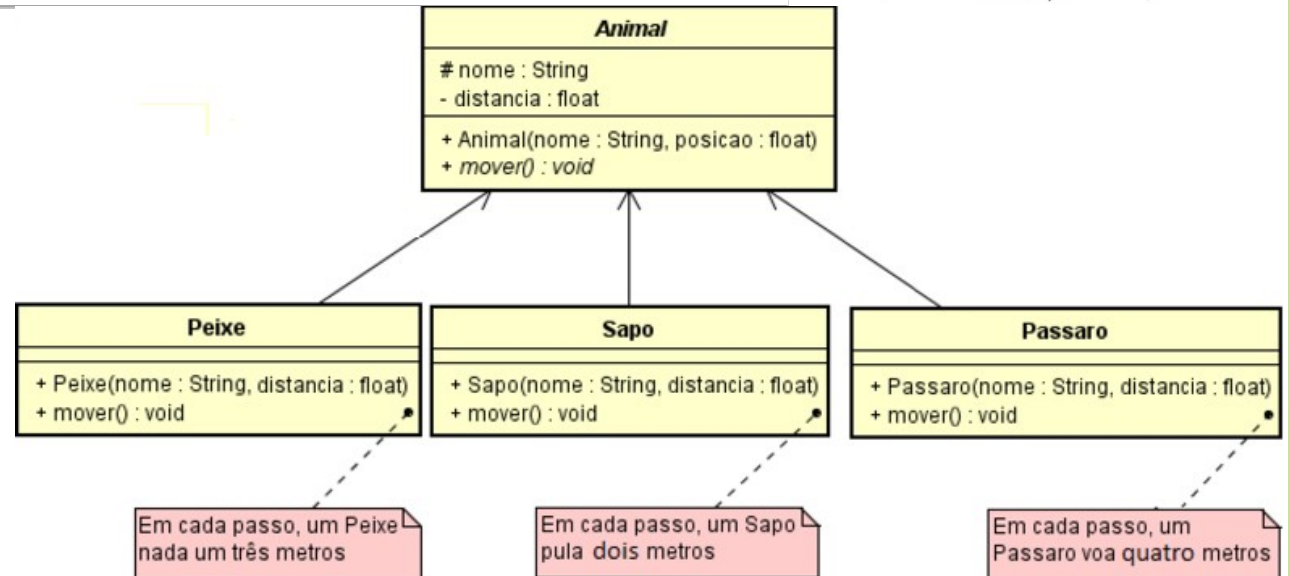 Animal
# nome : String
- distancia : float
+ Animal(nome : String, posicao : float)
+ mover() : void
Peixe
+ Peixe(nome : String, distancia : float)
+ mover() : void
Sapo
+ Sapo(nome : String, distancia : float)
+ mover() : void
Passaro
+ Passaro(nome : String, distancia : float)
+ mover() : void
Em cada passo, um Peixe
nada um três metros
Em cada passo, um Sapo
pula dois metros
Em cada passo, um
Passaro voa quatro metros